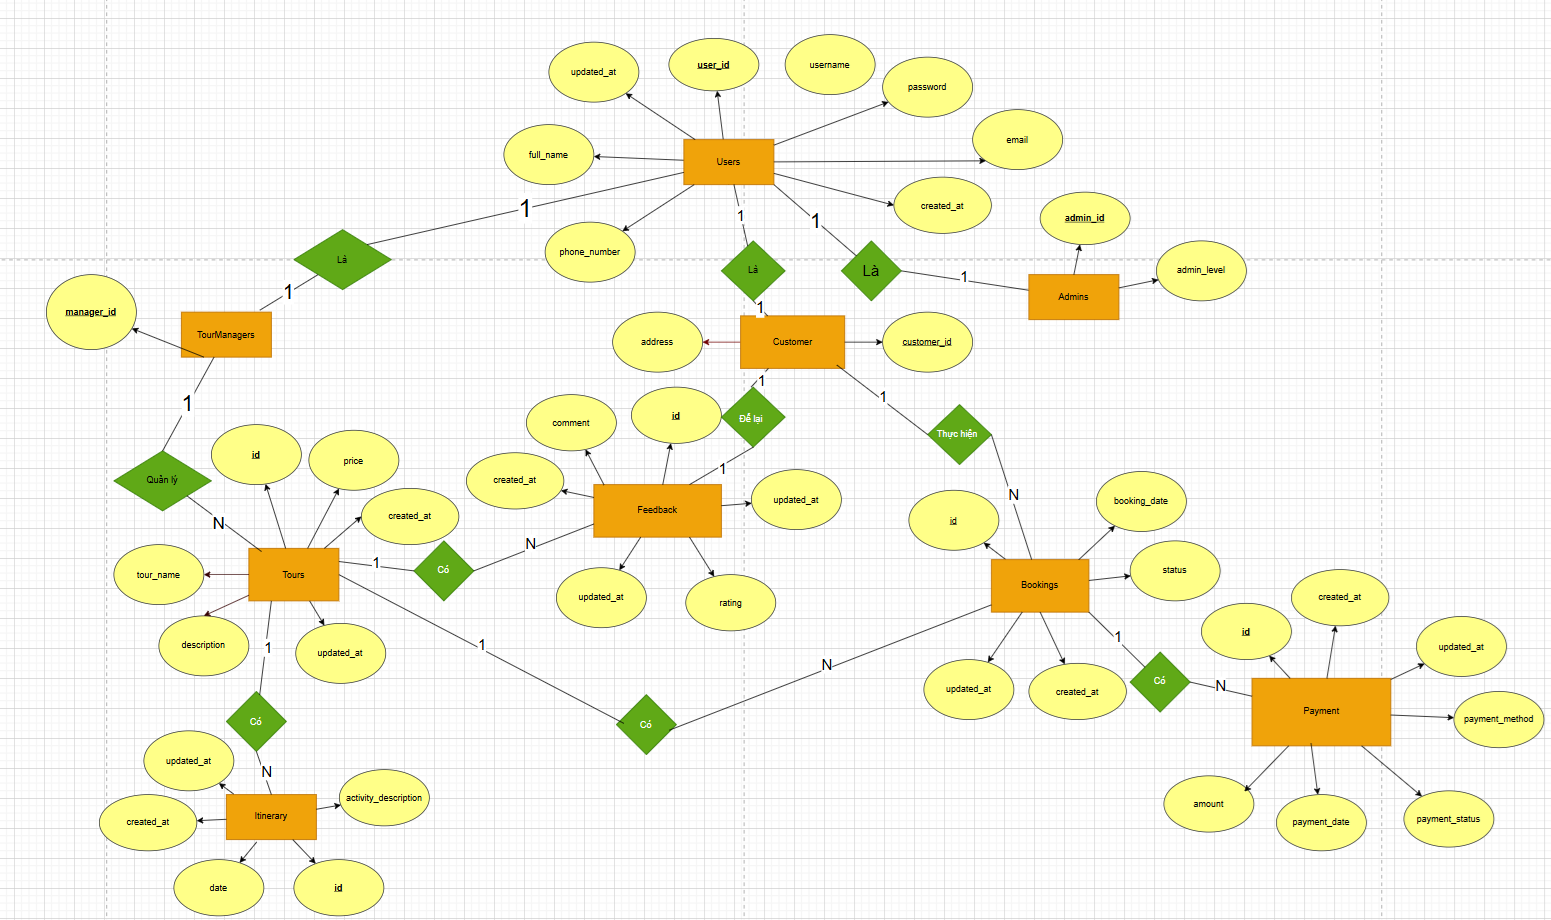 updated_at
user_id
username
password
email
full_name
Users
created_at
phone_number
1
1
1
Là
Là
Là
admin_id
admin_level
Admins
1
1
1
manager_id
TourManagers
address
Customer
customer_id
1
1
1
comment
id
Để lại
Thực hiện
id
price
Quản lý
created_at
1
created_at
Feedback
updated_at
N
booking_date
id
N
created_at
1
N
tour_name
Tours
Có
updated_at
rating
Bookings
status
description
updated_at
1
1
N
1
id
created_at
updated_at
updated_at
created_at
Có
N
Payment
payment_method
Có
Có
updated_at
N
activity_description
created_at
Itinerary
amount
payment_date
payment_status
date
id